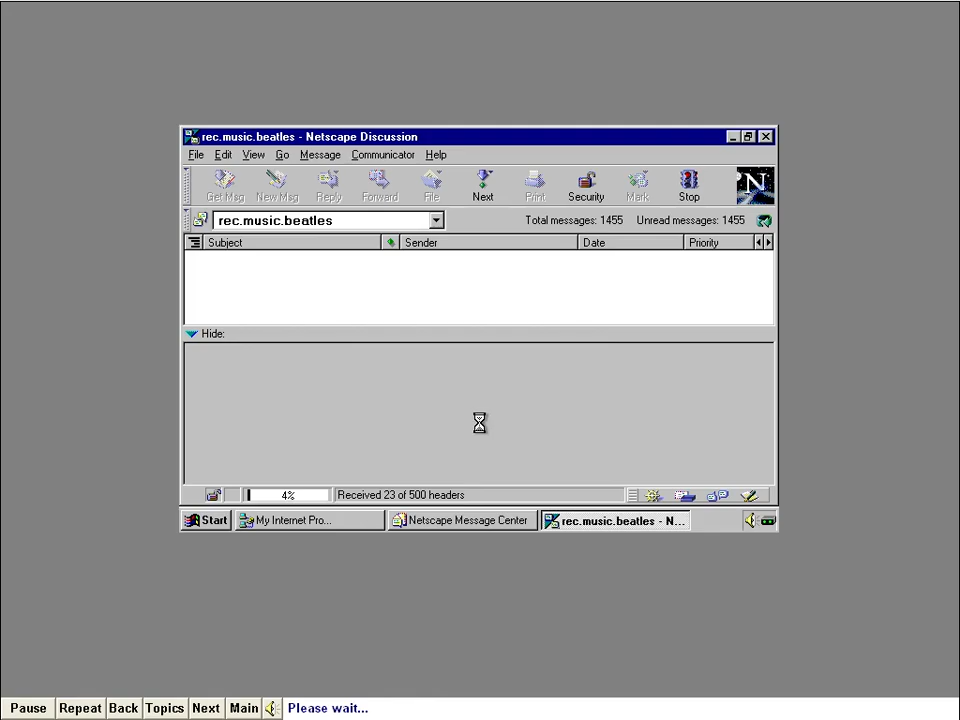 rec.music.beatles - Netscape Discussion
File Edit View Go Message Communicator Help
N
Get Msg New Msg Reply Forward File Next Print Security Mark Stop
rec.music.beatles Total messages: 1455 Unread messages: 1455
Subject Sender Date Priority
Hide:
4% Received 23 of 500 headers
Start My Internet Pro... Netscape Message Center rec.music.beatles - N...
Pause Repeat Back Topics Next Main Please wait...